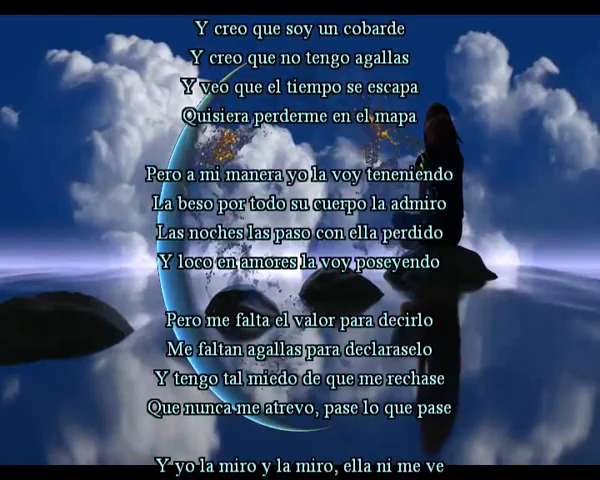 Y creo que soy un cobarde
Y creo que no tengo agallas
Y veo que el tiempo se escapa
Quisiera perderme en el mapa
Pero a mi manera yo la voy teneniendo
La beso por todo su cuerpo la admiro
Las noches las paso con ella perdido
Y loco en amores la voy poseyendo
Pero me falta el valor para decirlo
Me faltan agallas para declaraselo
Y tengo tal miedo de que me rechase
Que nunca me atrevo, pase lo que pase
Y yo la miro y la miro, ella ni me ve